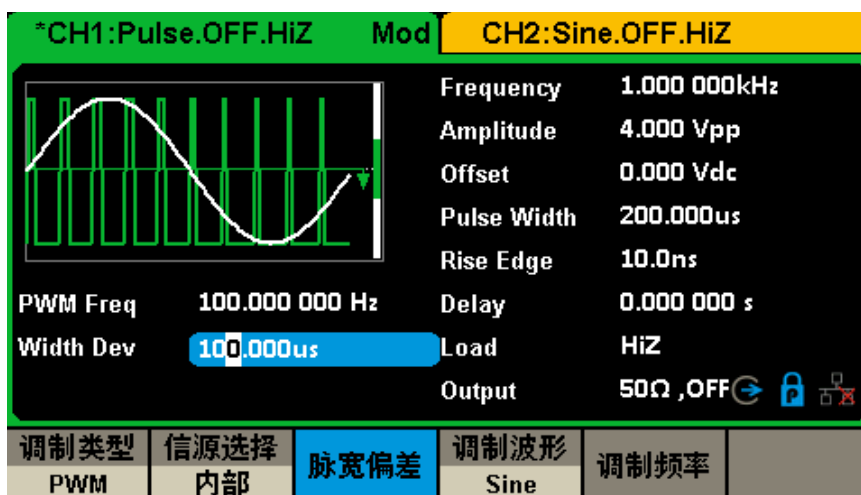 *CH1:Pulse.OFF.HiZ Mod CH2:Sine.OFF.HiZ
Frequency 1.000 000kHz
Amplitude 4.000 Vpp
Offset 0.000 Vdc
Pulse Width 200.000us
Rise Edge 10.0ns
PWM Freq 100.000 000 Hz Delay 0.000 000 s
Width Dev 100.000us Load HiZ
Output 50Ω ,OFF P
调制类型 信源选择 脉宽偏差 调制波形 调制频率
PWM 内部 Sine